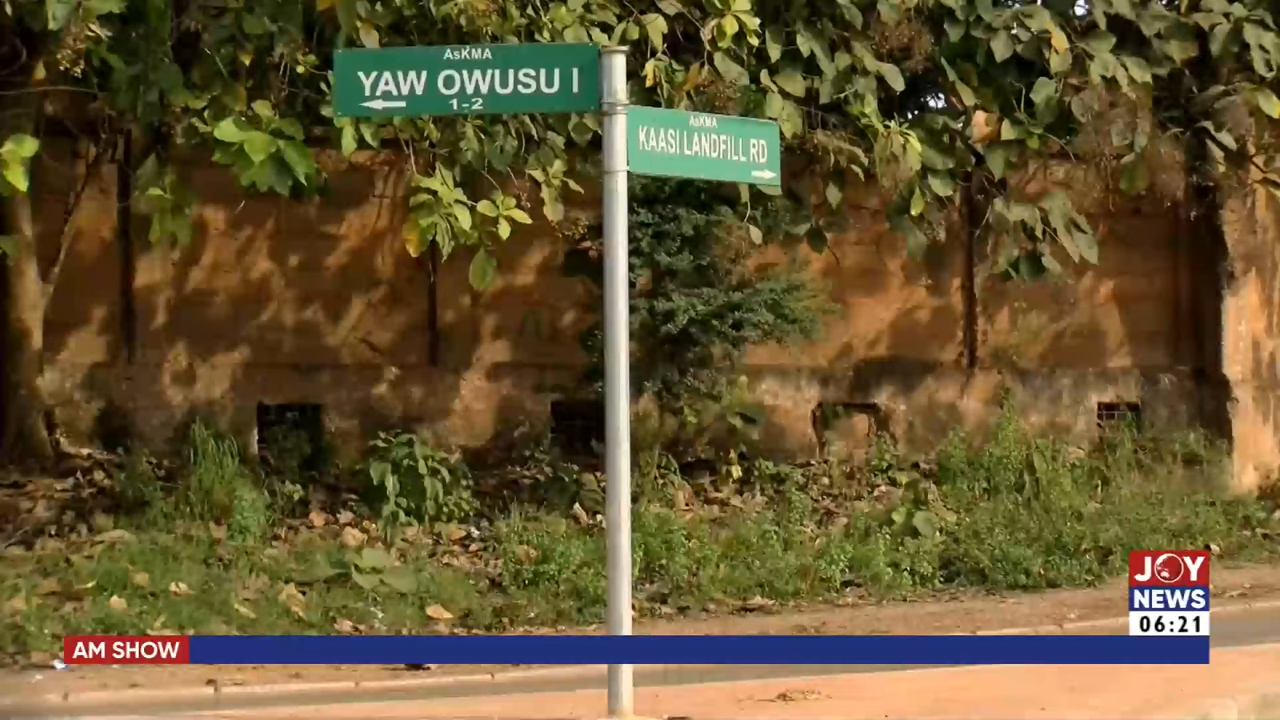 AsKMA
YAW OWUSU I
1-2
AsKMA
KAASI LANDFILL RD
JOY
NEWS
06:21
AM SHOW